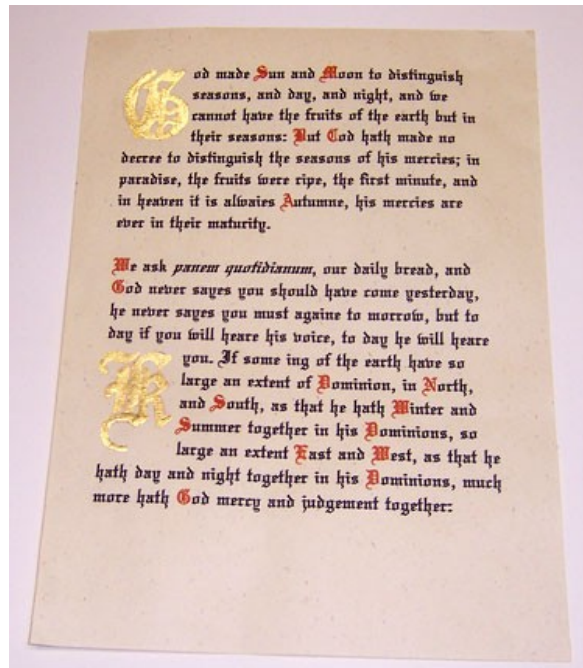 God made Sun and Moon to distinguish
seasons, and day, and night, and we
cannot have the fruits of the earth but in
their seasons: But God hath made no
decree to distinguish the seasons of his mercies; in
paradise, the fruits were ripe, the first minute, and
in heaven it is alwaies Autumne, his mercies are
ever in their maturity.
We ask panem quotidianum, our daily bread, and
God never sayes you should have come yesterday,
he never sayes you must againe to morrow, but to
day if you will heare his voice, to day he will heare
you. If some King of the earth have so
large an extent of Dominion, in North,
and South, as that he hath Winter and
Summer together in his Dominions, so
large an extent East and West, as that he
hath day and night together in his Dominions, much
more hath God mercy and judgement together: